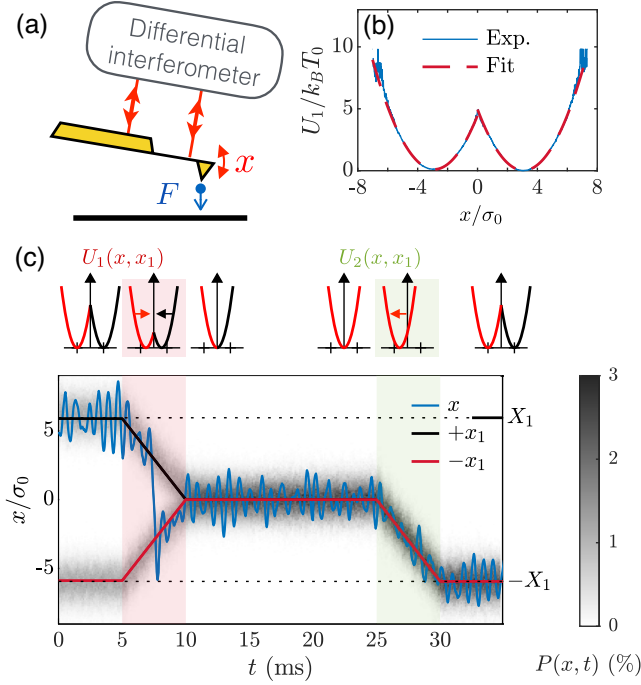 (a)
Differential
interferometer
x
F
(b)
U₁/k_BT₀
10
5
0
Exp.
Fit
-8 -4 0 4 8
x/σ₀
(c)
U₁(x, x₁)
U₂(x, x₁)
x/σ₀
5
0
-5
x
+x₁
−x₁
X₁
−X₁
0 5 10 15 20 25 30
t (ms)
3
2
1
0
P(x, t) (%)